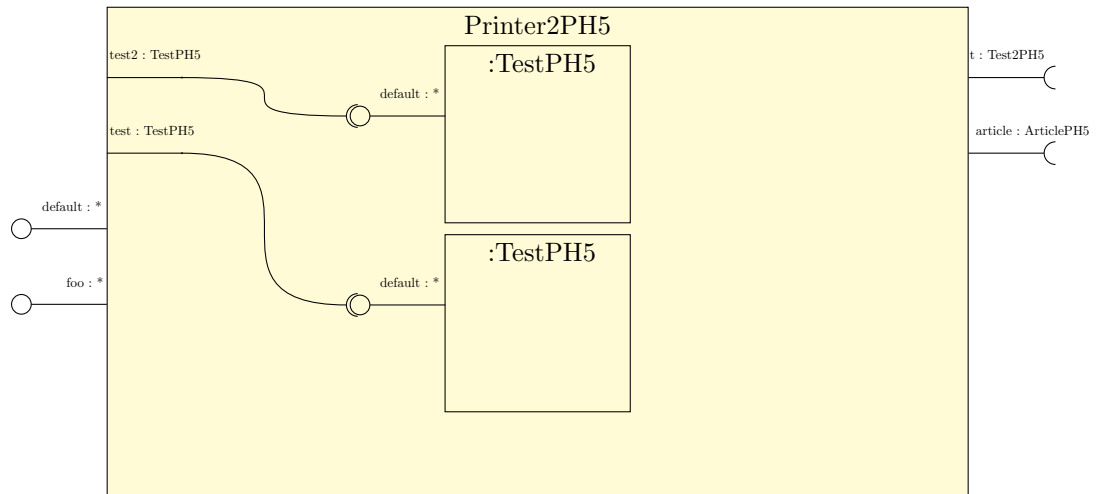 Printer2PH5
test2 : TestPH5
:TestPH5
t : Test2PH5
default : *
test : TestPH5
article : ArticlePH5
default : *
:TestPH5
foo : *
default : *